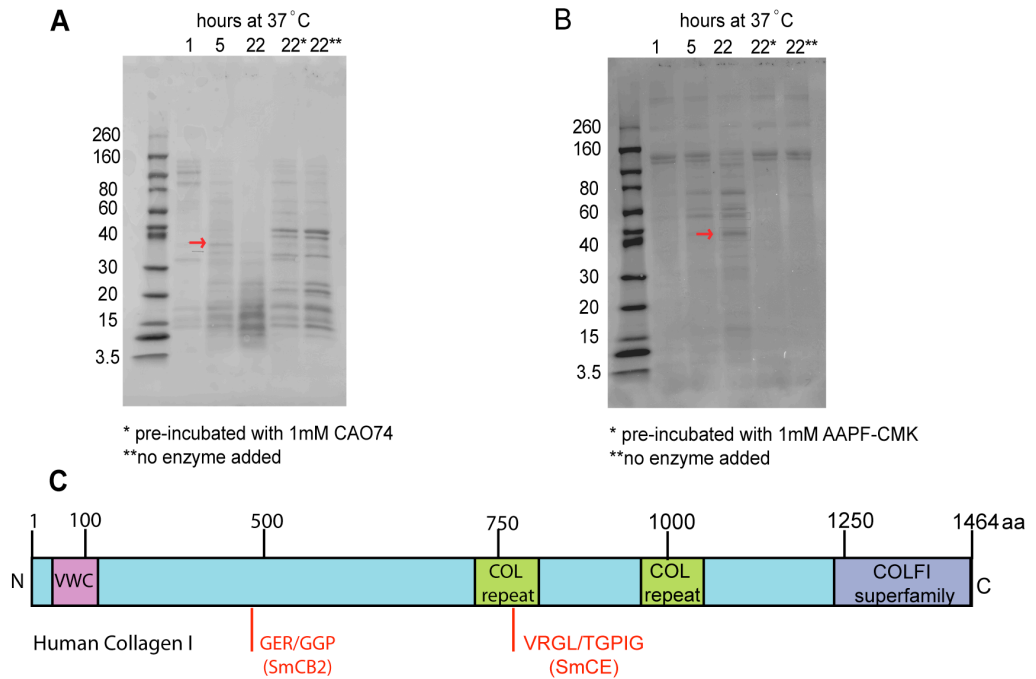 A
hours at 37 °C
1 5 22 22* 22**
260
160
80
60
40
30
20
15
3.5
* pre-incubated with 1mM CAO74
**no enzyme added
B
hours at 37 °C
1 5 22 22* 22**
260
160
80
60
40
30
20
15
3.5
* pre-incubated with 1mM AAPF-CMK
**no enzyme added
C
1 100 500 750 1000 1250 1464 aa
N VWC COL repeat COL repeat COLFI superfamily C
Human Collagen I
GER/GGP
(SmCB2)
VRGL/TGPIG
(SmCE)